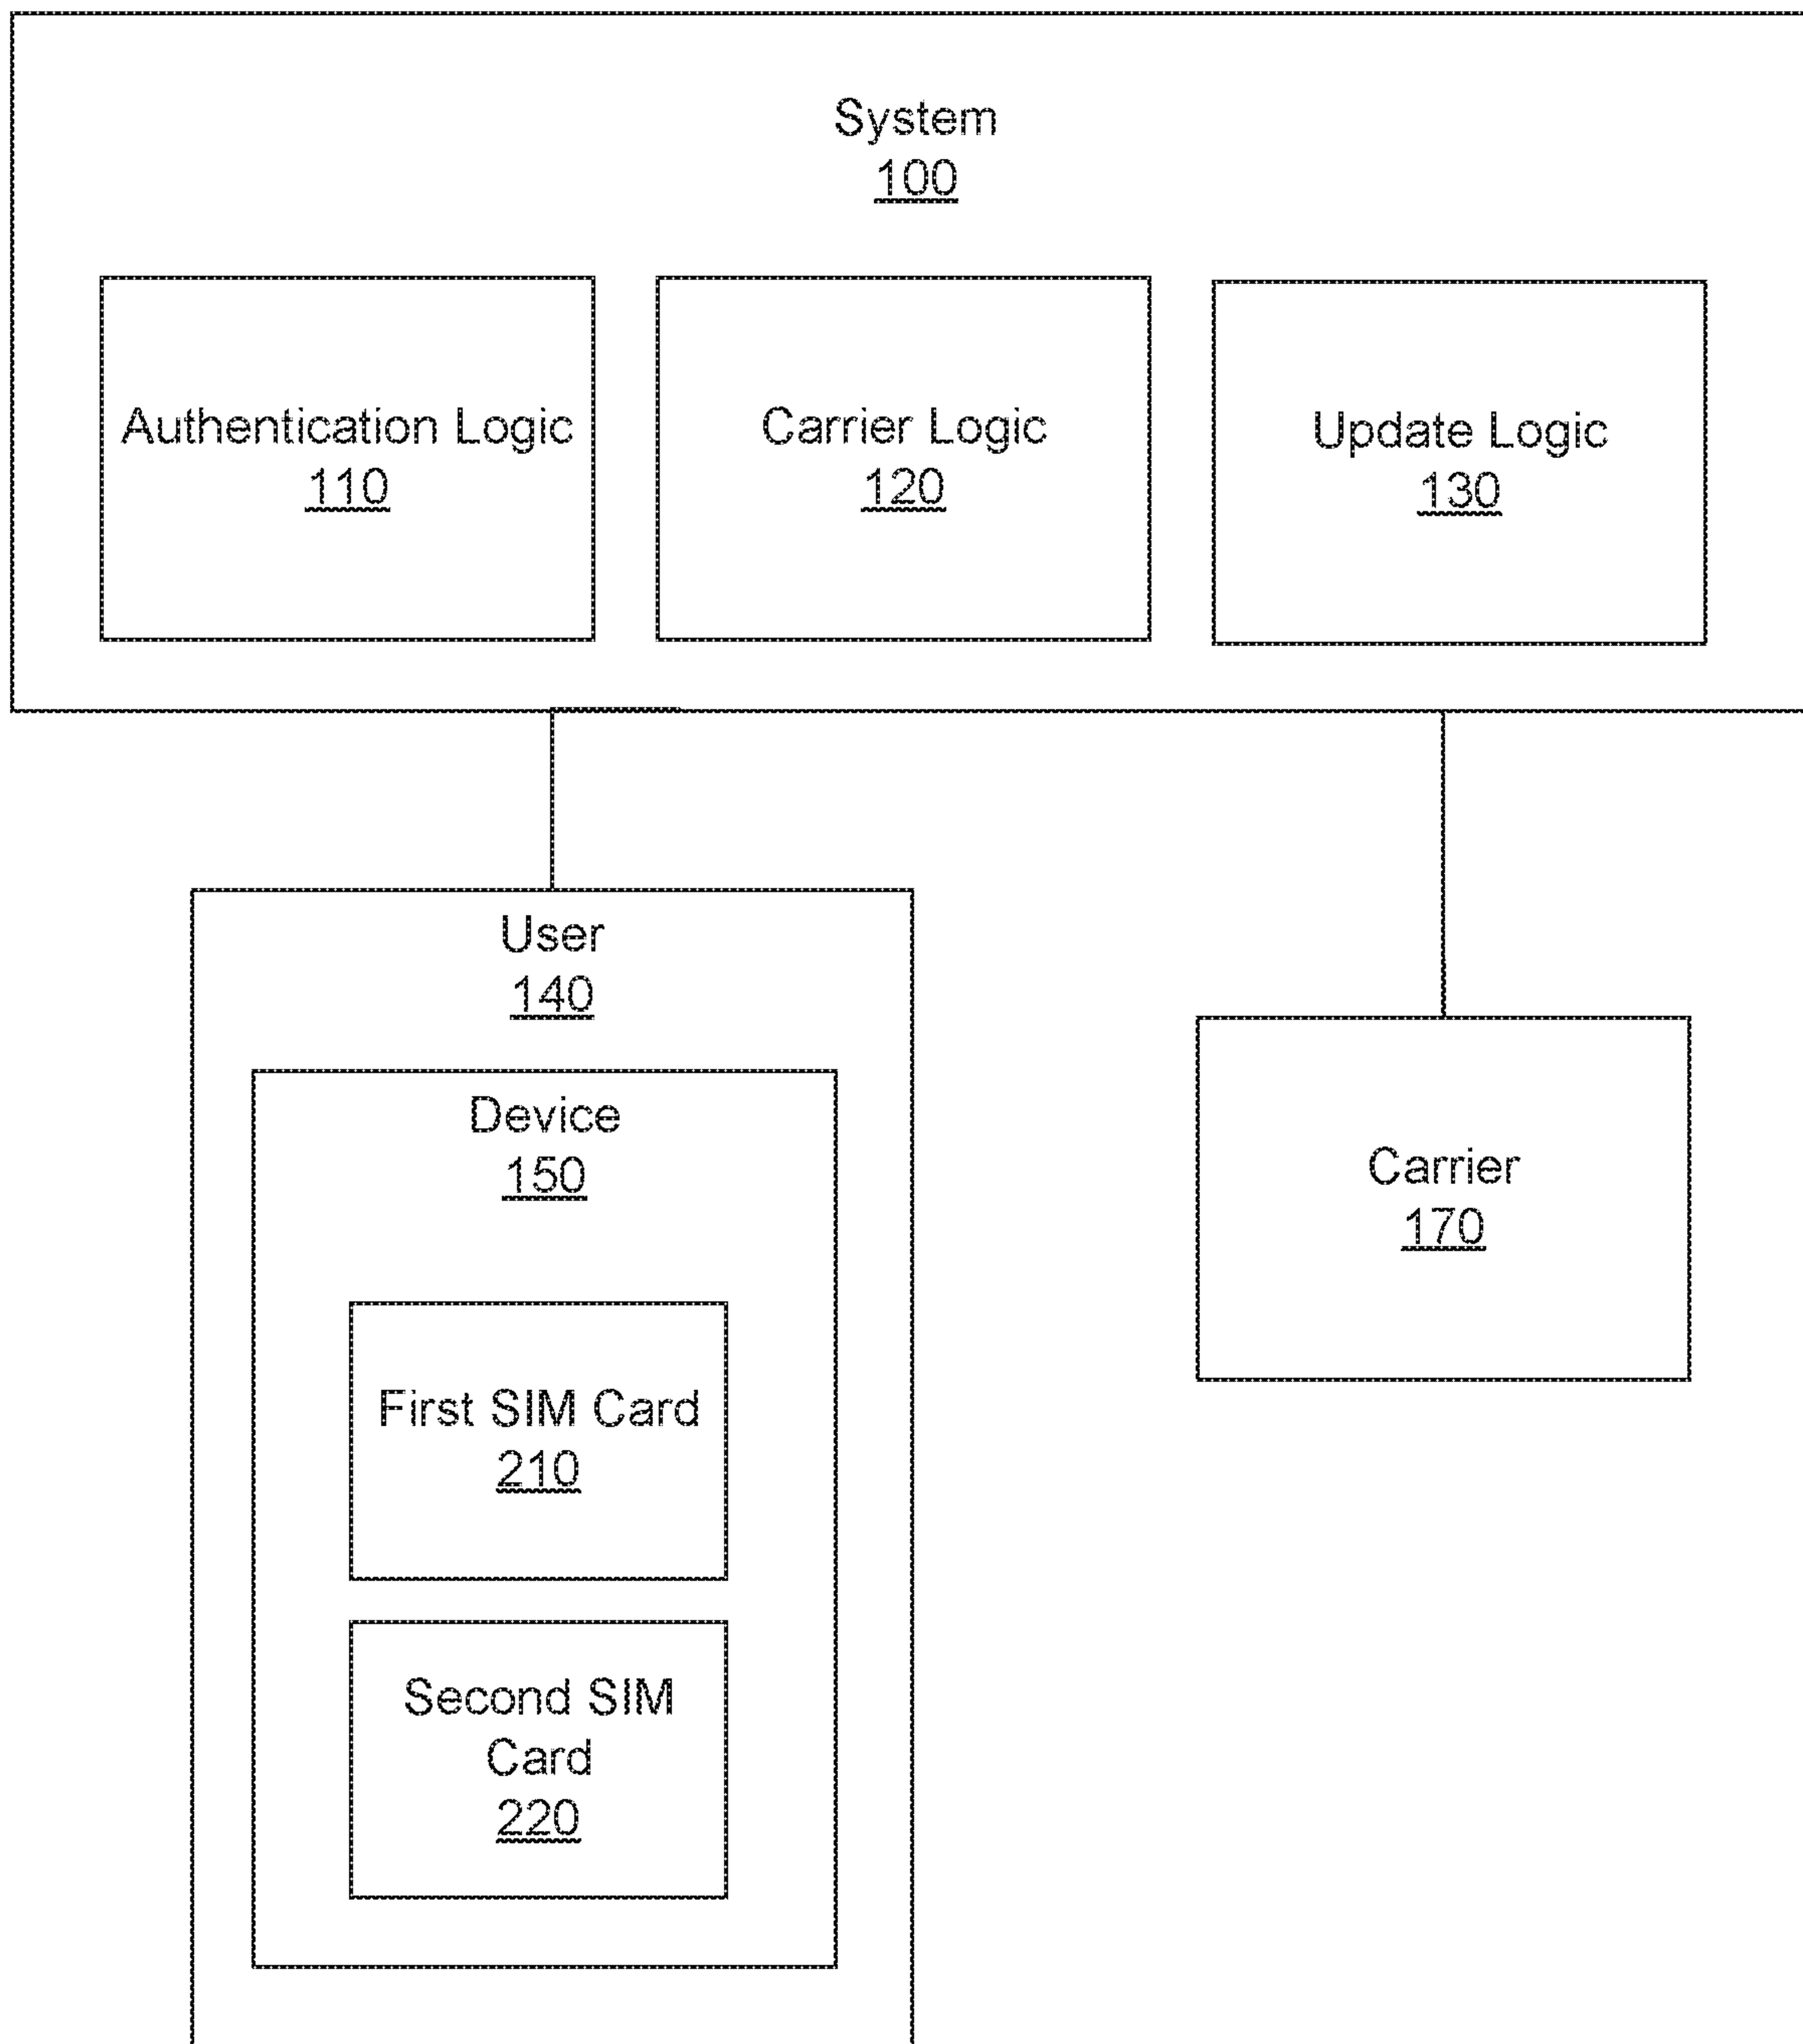 System
100
Authentication Logic
110
Carrier Logic
120
Update Logic
130
User
140
Device
150
First SIM Card
210
Second SIM
Card
220
Carrier
170